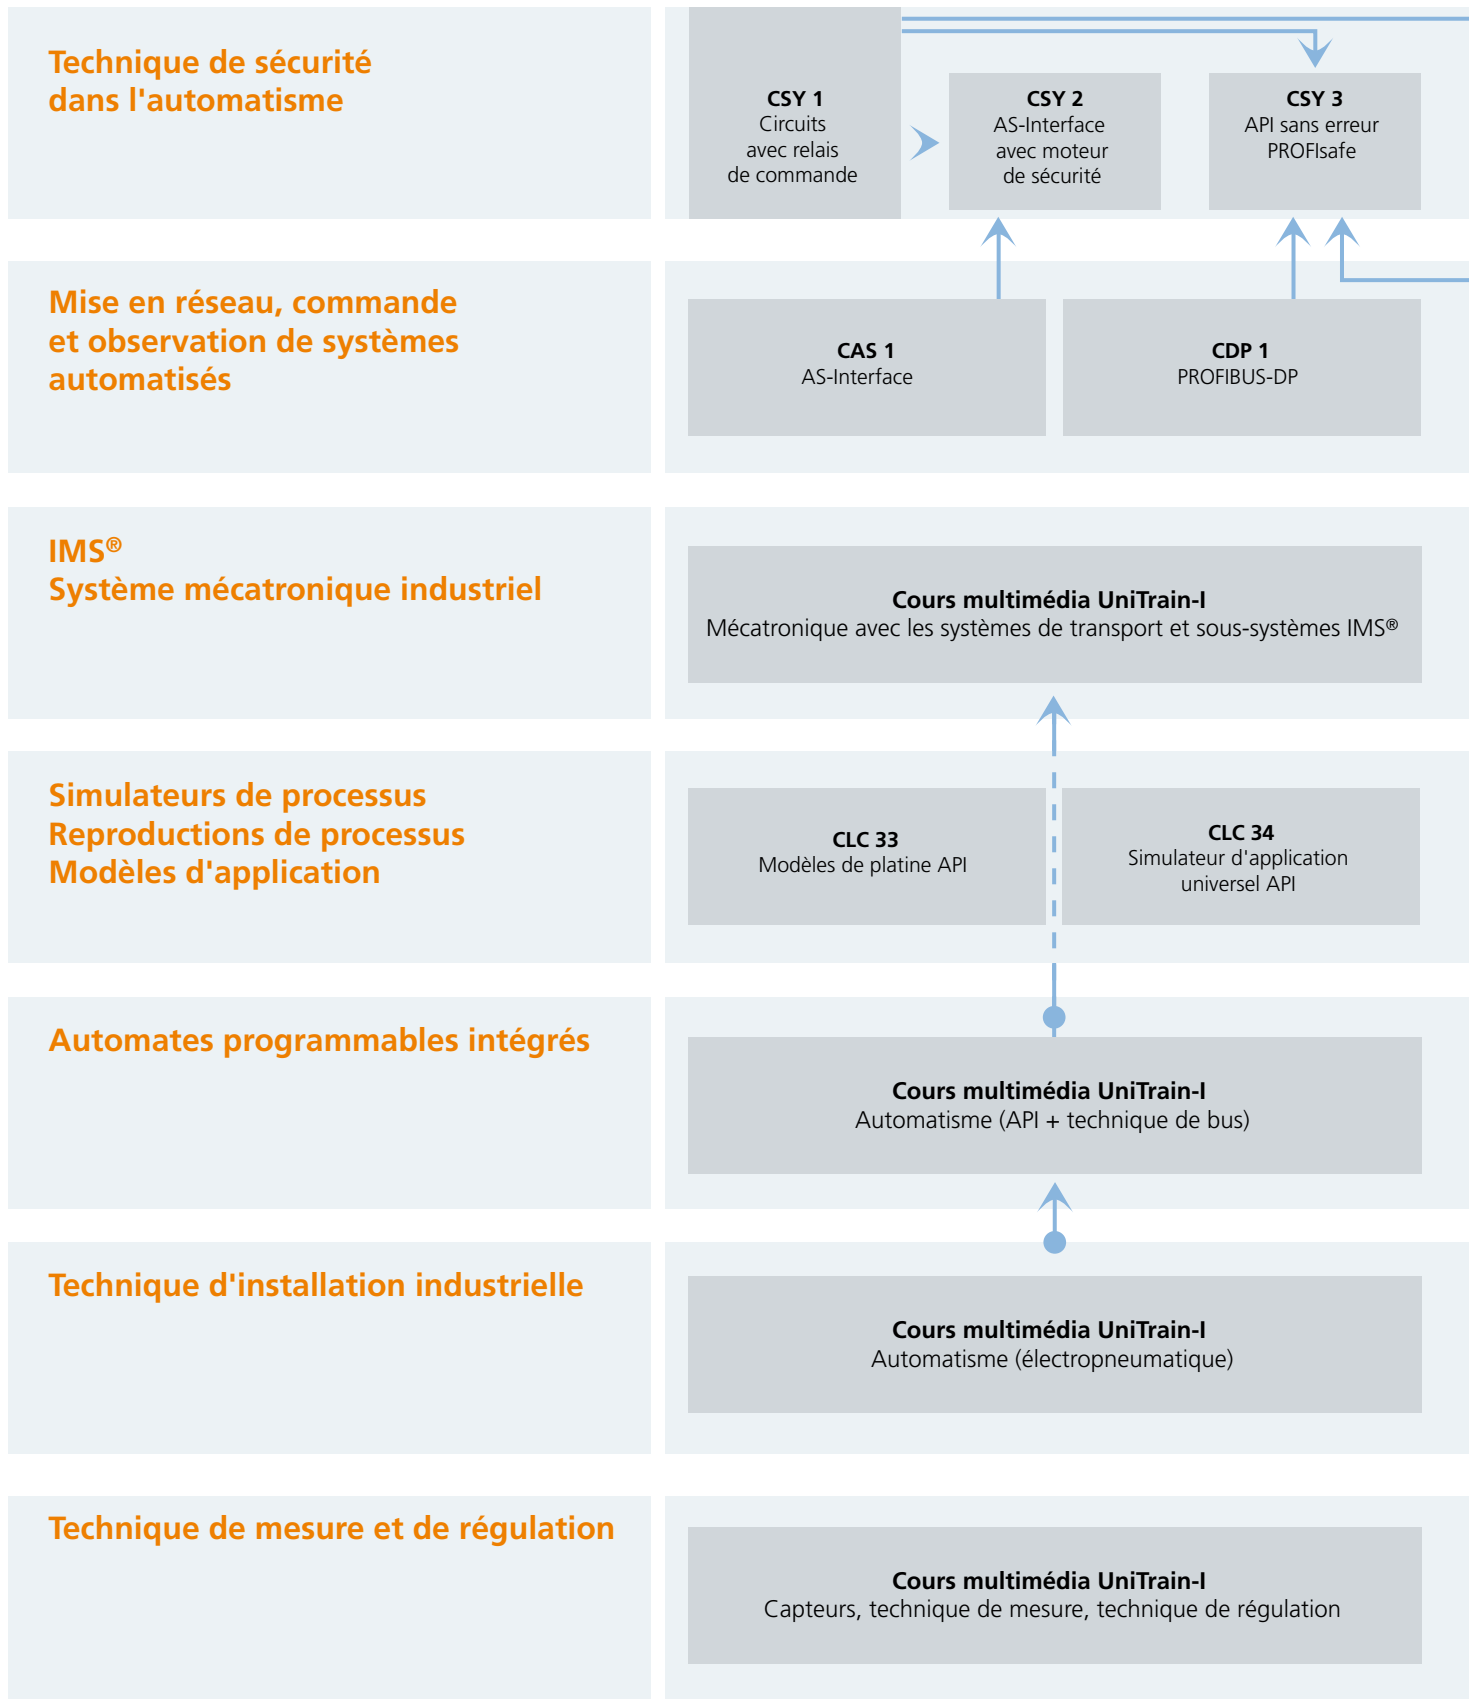 Technique de sécurité
dans l'automatisme
CSY 1
Circuits
avec relais
de commande
CSY 2
AS-Interface
avec moteur
de sécurité
CSY 3
API sans erreur
PROFIsafe
Mise en réseau, commande
et observation de systèmes
automatisés
CAS 1
AS-Interface
CDP 1
PROFIBUS-DP
IMS®
Système mécatronique industriel
Cours multimédia UniTrain-I
Mécatronique avec les systèmes de transport et sous-systèmes IMS®
Simulateurs de processus
Reproductions de processus
Modèles d'application
CLC 33
Modèles de platine API
CLC 34
Simulateur d'application
universel API
Automates programmables intégrés
Cours multimédia UniTrain-I
Automatisme (API + technique de bus)
Technique d'installation industrielle
Cours multimédia UniTrain-I
Automatisme (électropneumatique)
Technique de mesure et de régulation
Cours multimédia UniTrain-I
Capteurs, technique de mesure, technique de régulation